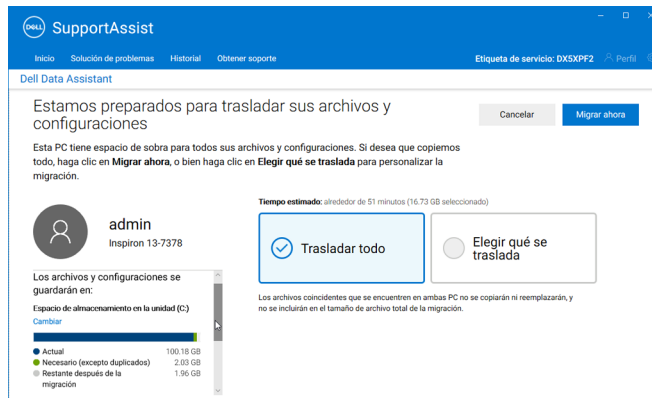 DELL SupportAssist
Inicio Solución de problemas Historial Obtener soporte Etiqueta de servicio: DX5XPF2 Perfil
Dell Data Assistant
Estamos preparados para trasladar sus archivos y
configuraciones
Cancelar Migrar ahora
Esta PC tiene espacio de sobra para todos sus archivos y configuraciones. Si desea que copiemos
todo, haga clic en Migrar ahora, o bien haga clic en Elegir qué se traslada para personalizar la
migración.
Tiempo estimado: alrededor de 51 minutos (16.73 GB seleccionado)
admin
Inspiron 13-7378
Trasladar todo
Elegir qué se
traslada
Los archivos y configuraciones se
guardarán en:
Espacio de almacenamiento en la unidad (C:)
Cambiar
Actual 100.18 GB
Necesario (excepto duplicados) 2.03 GB
Restante después de la 1.96 GB
migración
Los archivos coincidentes que se encuentren en ambas PC no se copiarán ni reemplazarán, y
no se incluirán en el tamaño de archivo total de la migración.